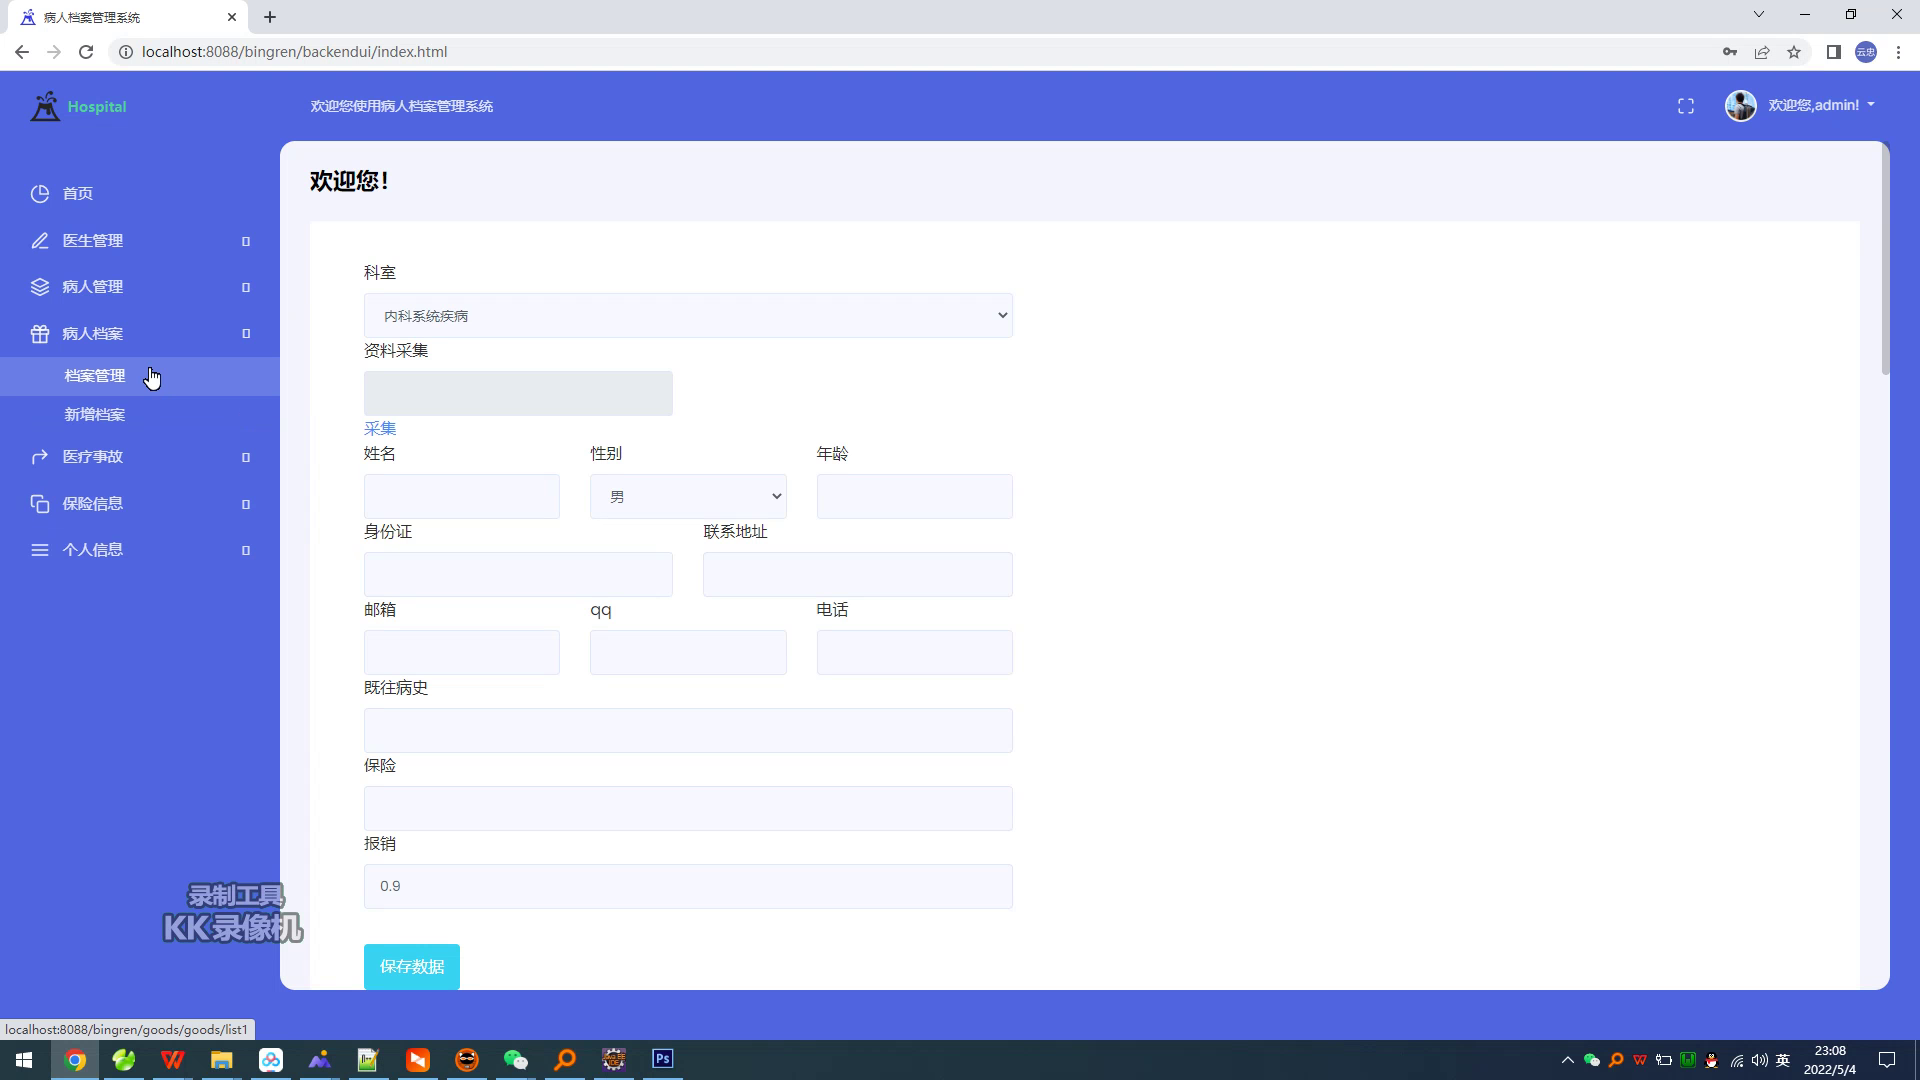 病人档案管理系统
localhost:8088/bingren/backendui/index.html
云忠
Hospital
欢迎您使用病人档案管理系统
欢迎您,admin!
首页
医生管理
病人管理
病人档案
档案管理
新增档案
医疗事故
保险信息
个人信息
欢迎您!
科室
内科系统疾病
资料采集
采集
姓名 性别 年龄
男
身份证 联系地址
邮箱 qq 电话
既往病史
保险
报销
0.9
保存数据
录制工具
KK录像机
localhost:8088/bingren/goods/goods/list1
Ps
英
23:08
2022/5/4